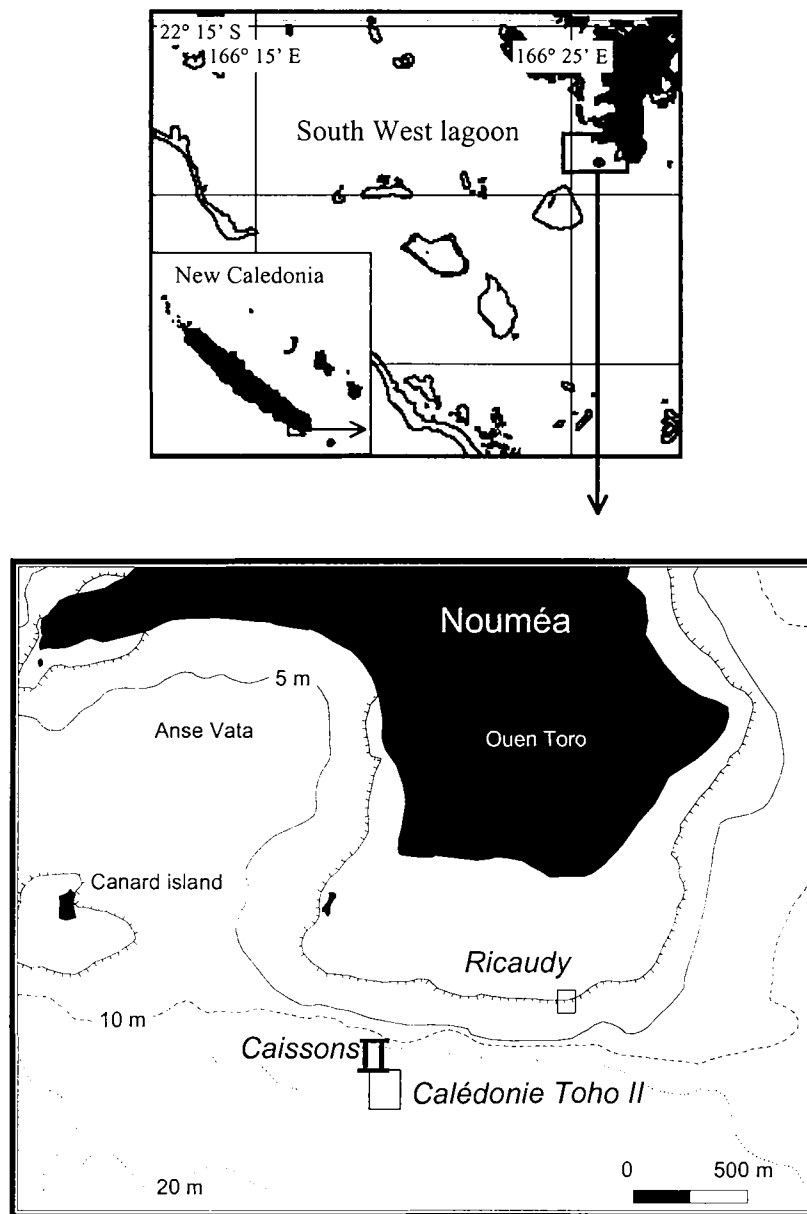 22° 15' S
166° 15' E
166° 25' E
South West lagoon
New Caledonia
Nouméa
5 m
Anse Vata
Ouen Toro
Canard island
Ricaudy
10 m
Caissons
Calédonie Toho II
0 500 m
20 m